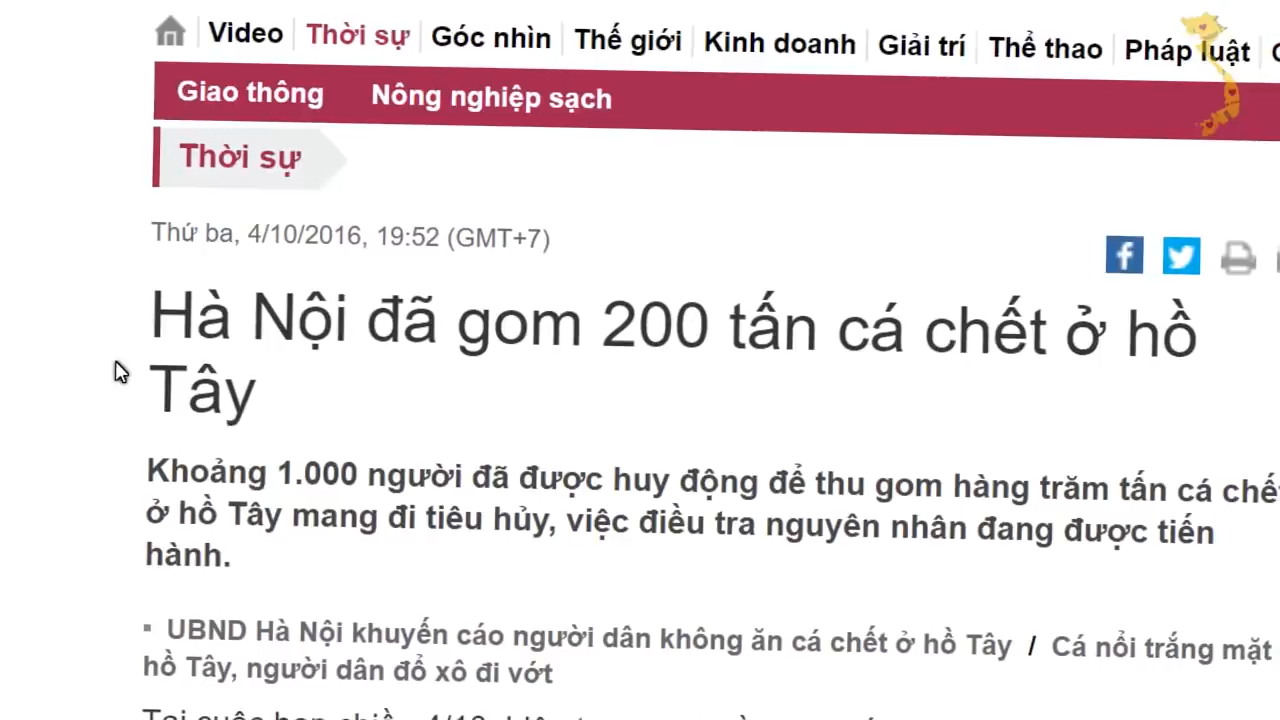 Video Thời sự Góc nhìn Thế giới Kinh doanh Giải trí Thể thao Pháp luật
Giao thông Nông nghiệp sạch
Thời sự
Thứ ba, 4/10/2016, 19:52 (GMT+7)
Hà Nội đã gom 200 tấn cá chết ở hồ
Tây
Khoảng 1.000 người đã được huy động để thu gom hàng trăm tấn cá chết
ở hồ Tây mang đi tiêu hủy, việc điều tra nguyên nhân đang được tiến
hành.
UBND Hà Nội khuyến cáo người dân không ăn cá chết ở hồ Tây / Cá nổi trắng mặt
hồ Tây, người dân đổ xô đi vớt